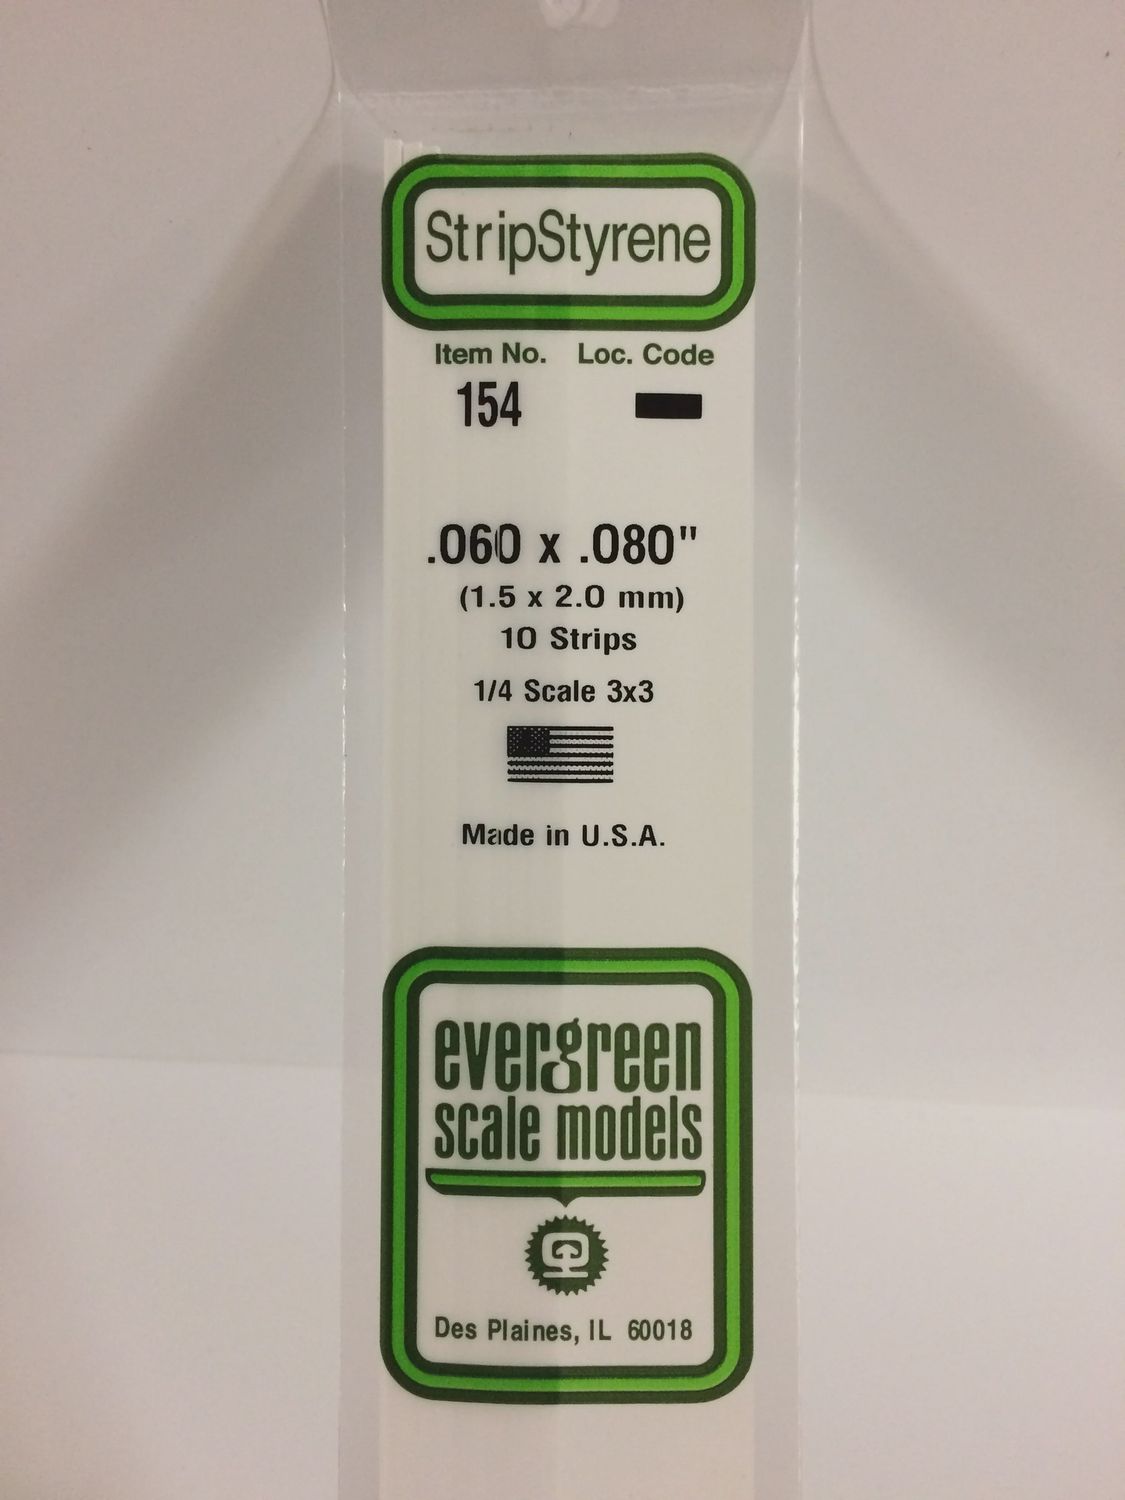 StripStyrene
Item No. Loc. Code
154
.060 x .080"
(1.5 x 2.0 mm)
10 Strips
1/4 Scale 3x3
Made in U.S.A.
evergreen
scale models
Des Plaines, IL 60018